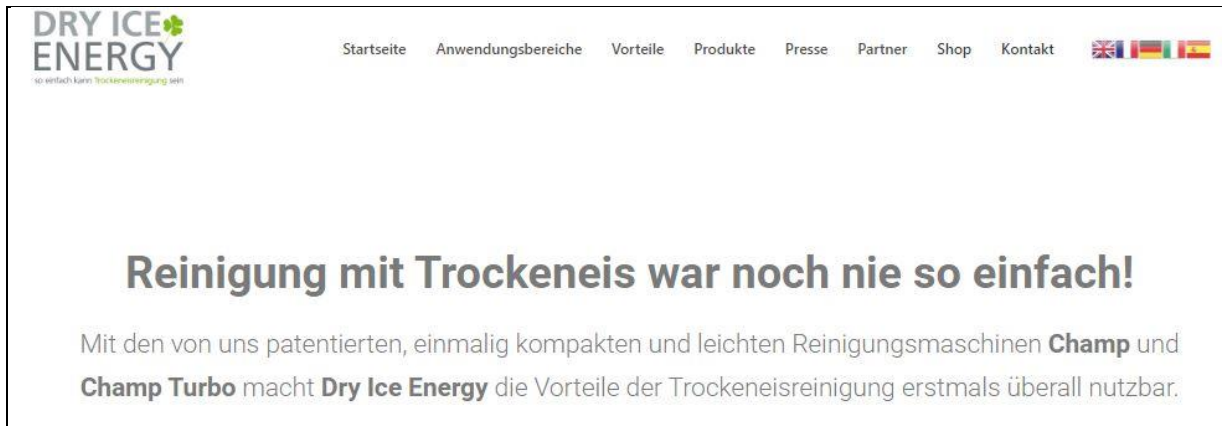 DRY ICE
ENERGY
so einfach kann Trockeneisreinigung sein
Startseite Anwendungsbereiche Vorteile Produkte Presse Partner Shop Kontakt
Reinigung mit Trockeneis war noch nie so einfach!
Mit den von uns patentierten, einmalig kompakten und leichten Reinigungsmaschinen Champ und
Champ Turbo macht Dry Ice Energy die Vorteile der Trockeneisreinigung erstmals überall nutzbar.